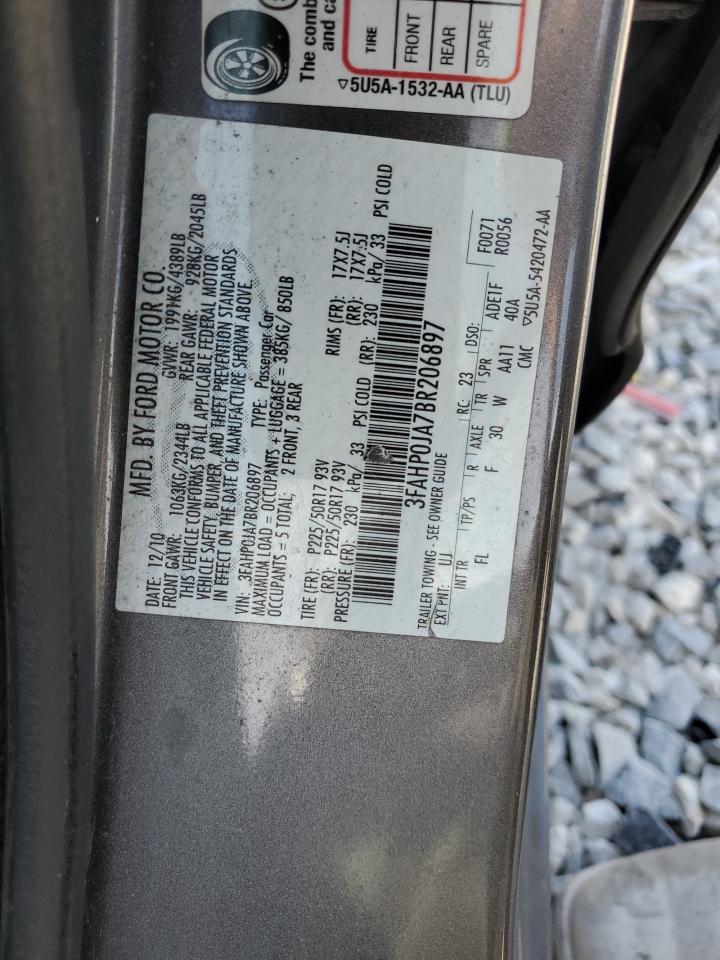 The comb
and ca
TIRE
FRONT
REAR
SPARE
▽5U5A-1532-AA (TLU)
MFD. BY FORD MOTOR CO.
DATE: 12/10 GVWR: 1991KG/4389LB
FRONT GAWR: 1063KG/2344LB REAR GAWR: 928KG/2045LB
THIS VEHICLE CONFORMS TO ALL APPLICABLE FEDERAL MOTOR
VEHICLE SAFETY, BUMPER, AND THEFT PREVENTION STANDARDS
IN EFFECT ON THE DATE OF MANUFACTURE SHOWN ABOVE
VIN: 3FAHP0JA7BR206897 TYPE: Passenger Car
MAXIMUM LOAD = OCCUPANTS + LUGGAGE = 385KG/ 850LB
OCCUPANTS = 5 TOTAL; 2 FRONT, 3 REAR
TIRE (FR): P225/50R17 93V RIMS (FR): 17X7.5J
(RR): P225/50R17 93V (RR): 17X7.5J
PRESSURE (FR): 230 kPa/ 33 PSI COLD (RR): 230 kPa/ 33 PSI COLD
3FAHP0JA7BR206897
TRAILER TOWING - SEE OWNER GUIDE
F0071
R0056
EXT PNT: UJ RC: 23 DSO:
INT TR TP/PS R AXLE TR SPR ADE1F
FL F 30 W AA11 40A
CMC ▽5U5A-5420472-AA